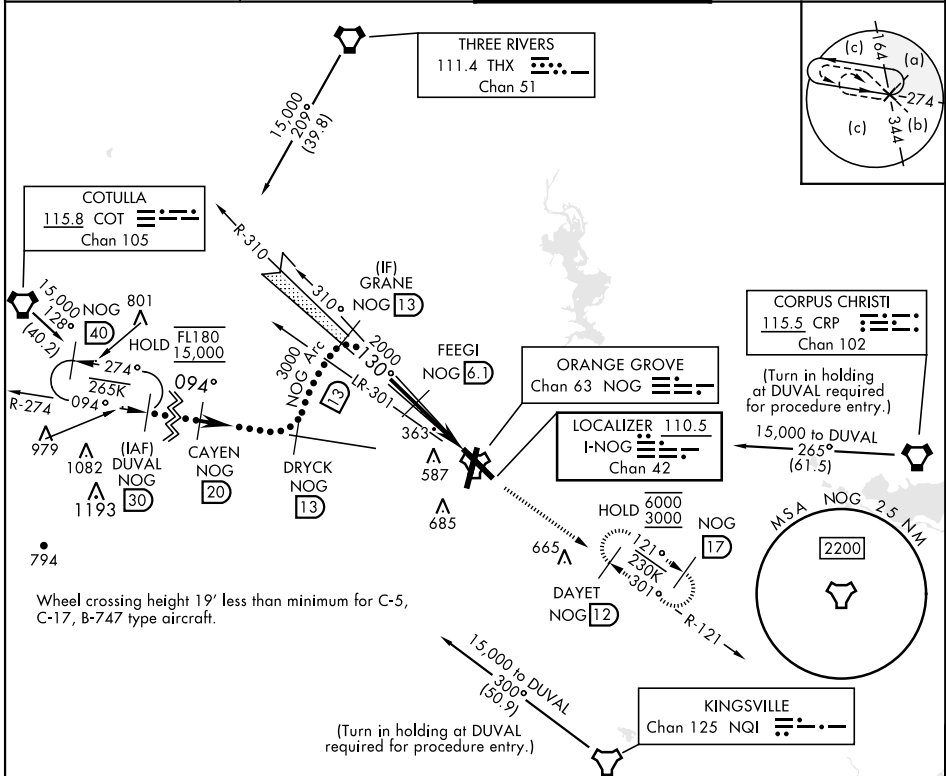 THREE RIVERS
111.4 THX
Chan 51
15,000
209°
(39.8)
(c)
164
(a)
274
(c)
(b)
344
COTULLA
115.8 COT
Chan 105
R-310
310°
(IF)
GRANE
NOG 13
2000
130°
15,000
128°
(40.2)
NOG
40
801
HOLD
FL180
15,000
274°
265K
094°
094°
R-274
3000
NOG Arc
13
LR-301
FEEGI
NOG 6.1
363
587
685
979
1082
1193
794
(IAF)
DUVAL
NOG
30
CAYEN
NOG
20
DRYCK
NOG
13
ORANGE GROVE
Chan 63 NOG
LOCALIZER 110.5
I-NOG
Chan 42
CORPUS CHRISTI
115.5 CRP
Chan 102
(Turn in holding
at DUVAL required
for procedure entry.)
15,000 to DUVAL
265°
(61.5)
HOLD
6000
3000
NOG
17
121°
230K
301°
665
DAYET
NOG 12
R-121
MSA NOG 25 NM
2200
Wheel crossing height 19' less than minimum for C-5,
C-17, B-747 type aircraft.
15,000 to DUVAL
300°
(50.9)
(Turn in holding at DUVAL
required for procedure entry.)
KINGSVILLE
Chan 125 NQI